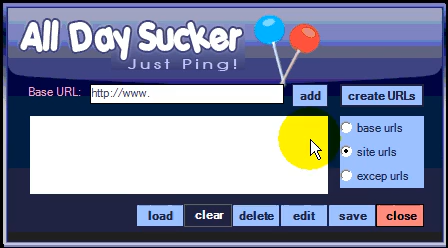 All Day Sucker
Just Ping!
Base URL: http://www. add create URLs
base urls
site urls
excep urls
load clear delete edit save close